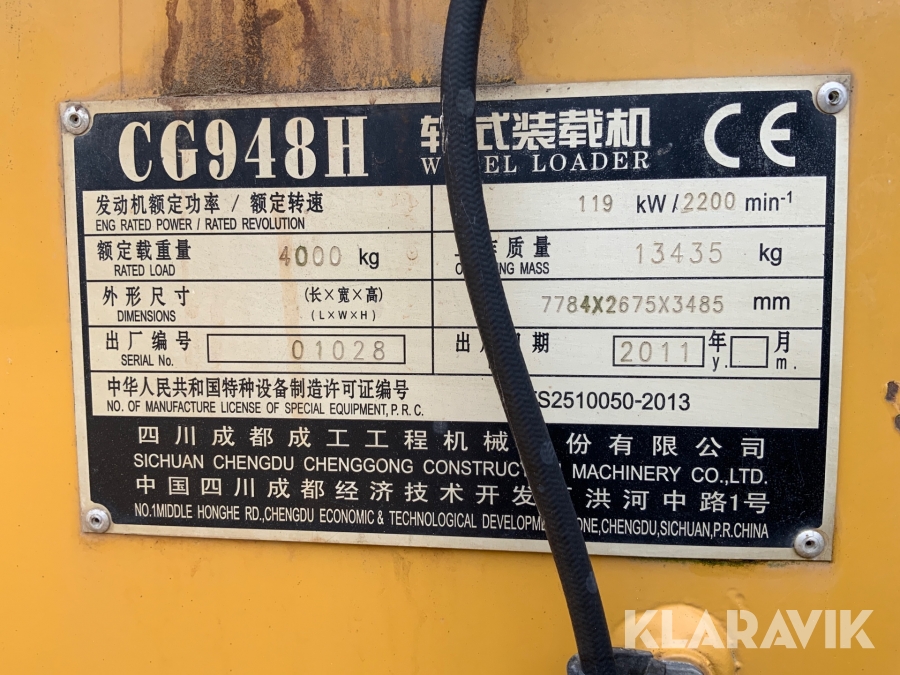 CG948H 式装载机 CE
LOADER
发动机额定功率 / 额定转速 119 kW/2200 min-1
ENG RATED POWER / RATED REVOLUTION
额定载重量 4000 kg 质量 13435 kg
RATED LOAD MASS
外形尺寸 (长×宽×高) 7784X2675X3485 mm
DIMENSIONS (L×W×H)
出厂编号 01028 出 期 2011 年 月
SERIAL No. y. m.
中华人民共和国特种设备制造许可证编号 S2510050-2013
NO. OF MANUFACTURE LICENSE OF SPECIAL EQUIPMENT, P.R.C.
四川成都成工工程机械 份有限公司
SICHUAN CHENGDU CHENGGONG MACHINERY CO.,LTD.
中国四川成都经济技术开发 洪河中路1号
NO.1MIDDLE HONGHE RD.,CHENGDU ECONOMIC & TECHNOLOGICAL CHENGDU,SICHUAN,P.R.CHINA
KLARAVIK